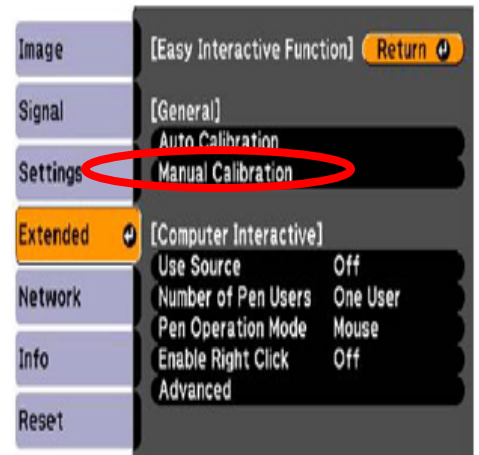 Image
Signal
Settings
Extended
Network
Info
Reset
[Easy Interactive Function] Return
[General]
Auto Calibration
Manual Calibration
[Computer Interactive]
Use Source Off
Number of Pen Users One User
Pen Operation Mode Mouse
Enable Right Click Off
Advanced